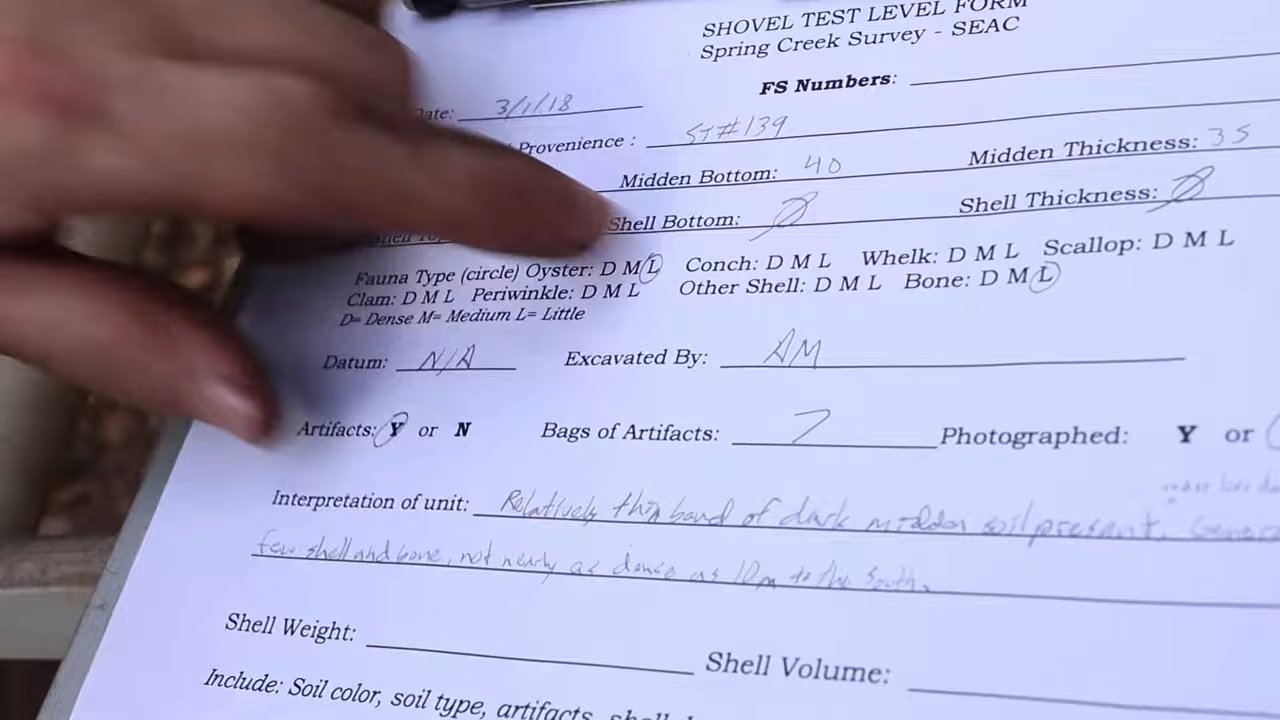 SHOVEL TEST LEVEL FORM
Spring Creek Survey - SEAC
FS Numbers:
Date: 3/1/18
Provenience: ST#139
Midden Bottom: 40 Midden Thickness: 35
Shell Bottom: Ø Shell Thickness: Ø
Fauna Type (circle) Oyster: D M L Conch: D M L Whelk: D M L Scallop: D M L
Clam: D M L Periwinkle: D M L Other Shell: D M L Bone: D M L
D= Dense M= Medium L= Little
Datum: N/A Excavated By: AM
Artifacts: Y or N Bags of Artifacts: Photographed: Y or
Interpretation of unit: Relatively thin band of dark midden soil present.
few shell and bone, not nearly as dense as 10m to the south.
Shell Weight: Shell Volume:
Include: Soil color, soil type, artifacts, shell